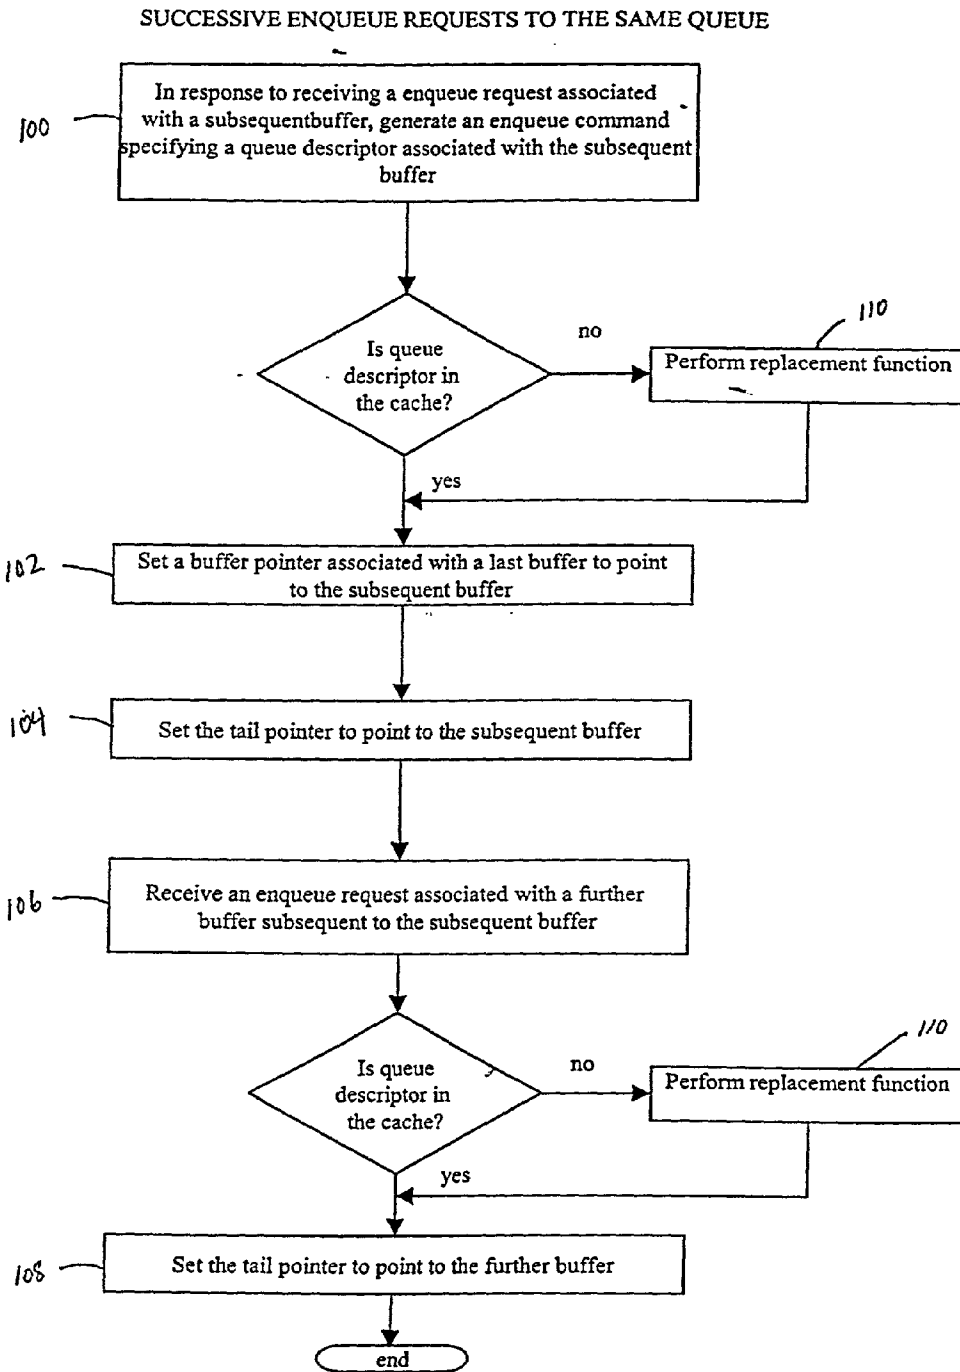 SUCCESSIVE ENQUEUE REQUESTS TO THE SAME QUEUE
100
In response to receiving a enqueue request associated
with a subsequentbuffer, generate an enqueue command
specifying a queue descriptor associated with the subsequent
buffer
110
no
Is queue
descriptor in
the cache?
Perform replacement function
yes
102
Set a buffer pointer associated with a last buffer to point
to the subsequent buffer
104
Set the tail pointer to point to the subsequent buffer
106
Receive an enqueue request associated with a further
buffer subsequent to the subsequent buffer
110
no
Is queue
descriptor in
the cache?
Perform replacement function
yes
108
Set the tail pointer to point to the further buffer
end